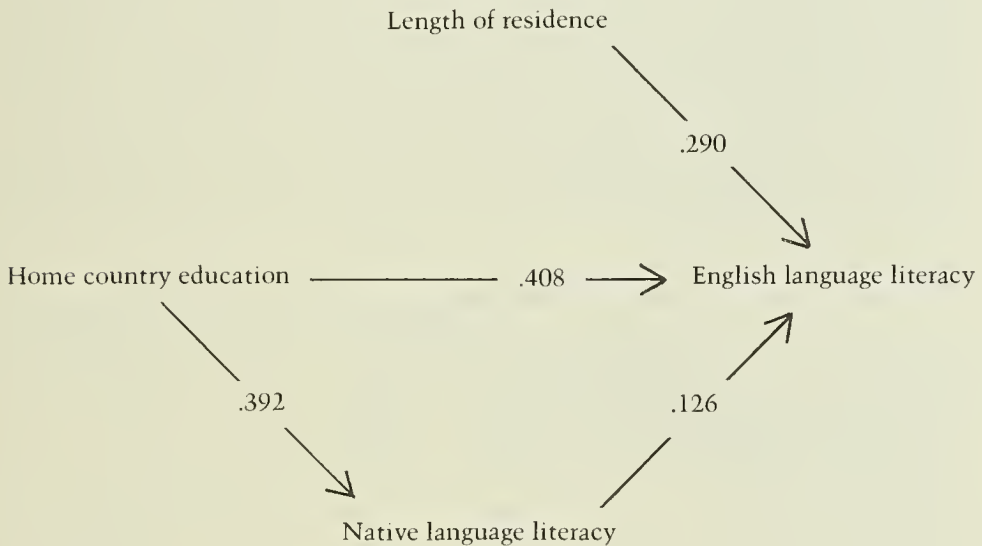 Length of residence
.290
Home country education .408 English language literacy
.392 .126
Native language literacy